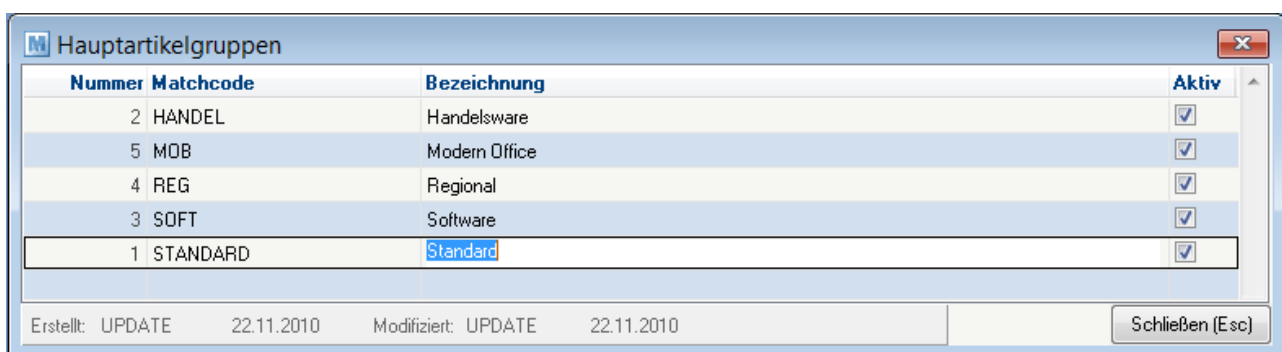 M Hauptartikelgruppen
Nummer Matchcode Bezeichnung Aktiv
2 HANDEL Handelsware
5 MOB Modern Office
4 REG Regional
3 SOFT Software
1 STANDARD Standard
Erstellt: UPDATE 22.11.2010 Modifiziert: UPDATE 22.11.2010 Schließen (Esc)